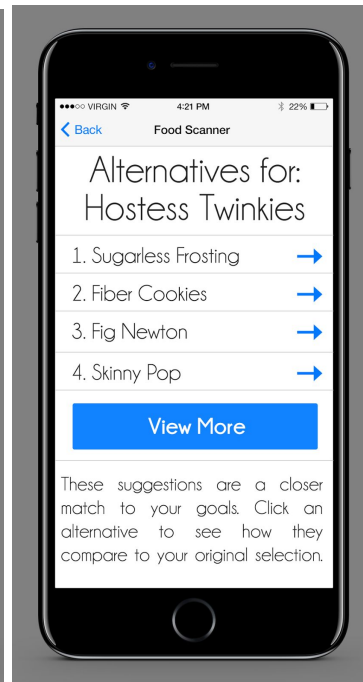 ●●●○○ VIRGIN 4:21 PM 22%
Back Food Scanner
Alternatives for:
Hostess Twinkies
1. Sugarless Frosting
2. Fiber Cookies
3. Fig Newton
4. Skinny Pop
View More
These suggestions are a closer
match to your goals. Click an
alternative to see how they
compare to your original selection.